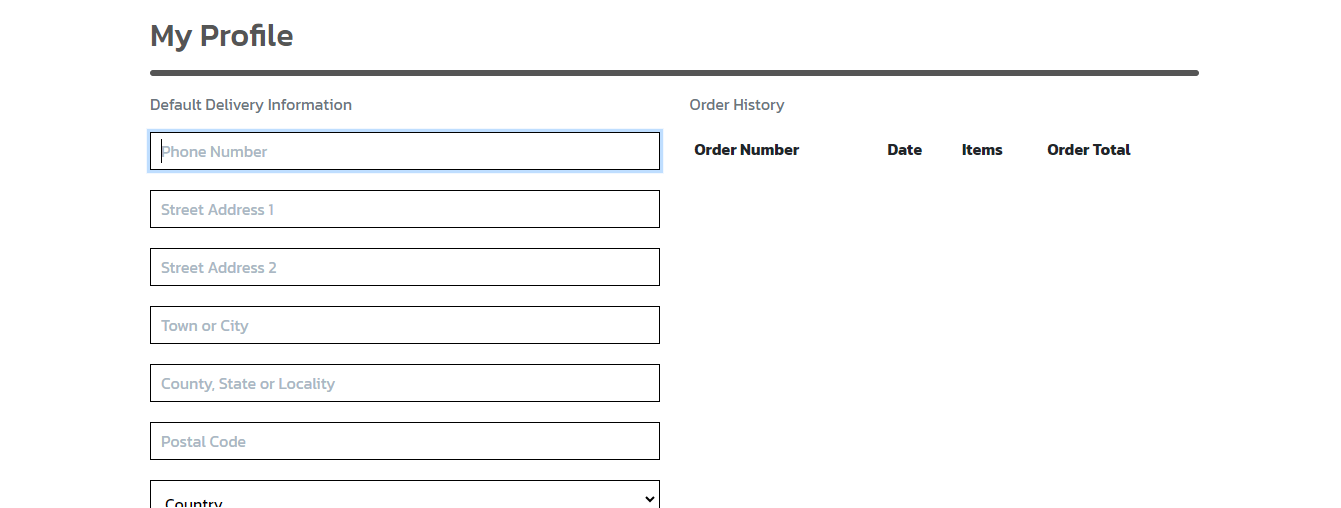 My Profile
Default Delivery Information
Phone Number
Street Address 1
Street Address 2
Town or City
County, State or Locality
Postal Code
Country
Order History
Order Number Date Items Order Total